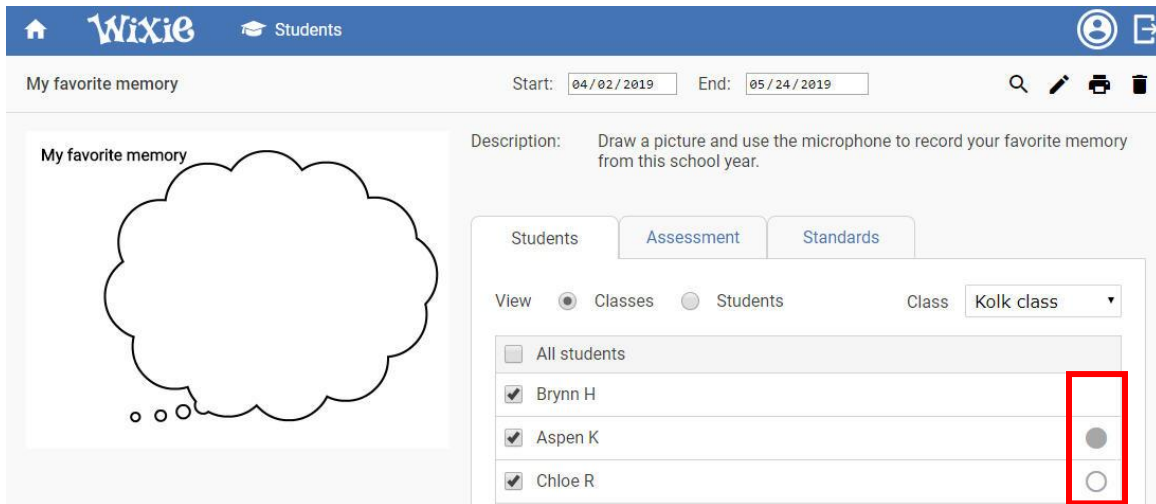 Wixie Students
My favorite memory Start: 04/02/2019 End: 05/24/2019
My favorite memory
Description: Draw a picture and use the microphone to record your favorite memory
from this school year.
Students Assessment Standards
View Classes Students Class Kolk class
All students
Brynn H
Aspen K
Chloe R